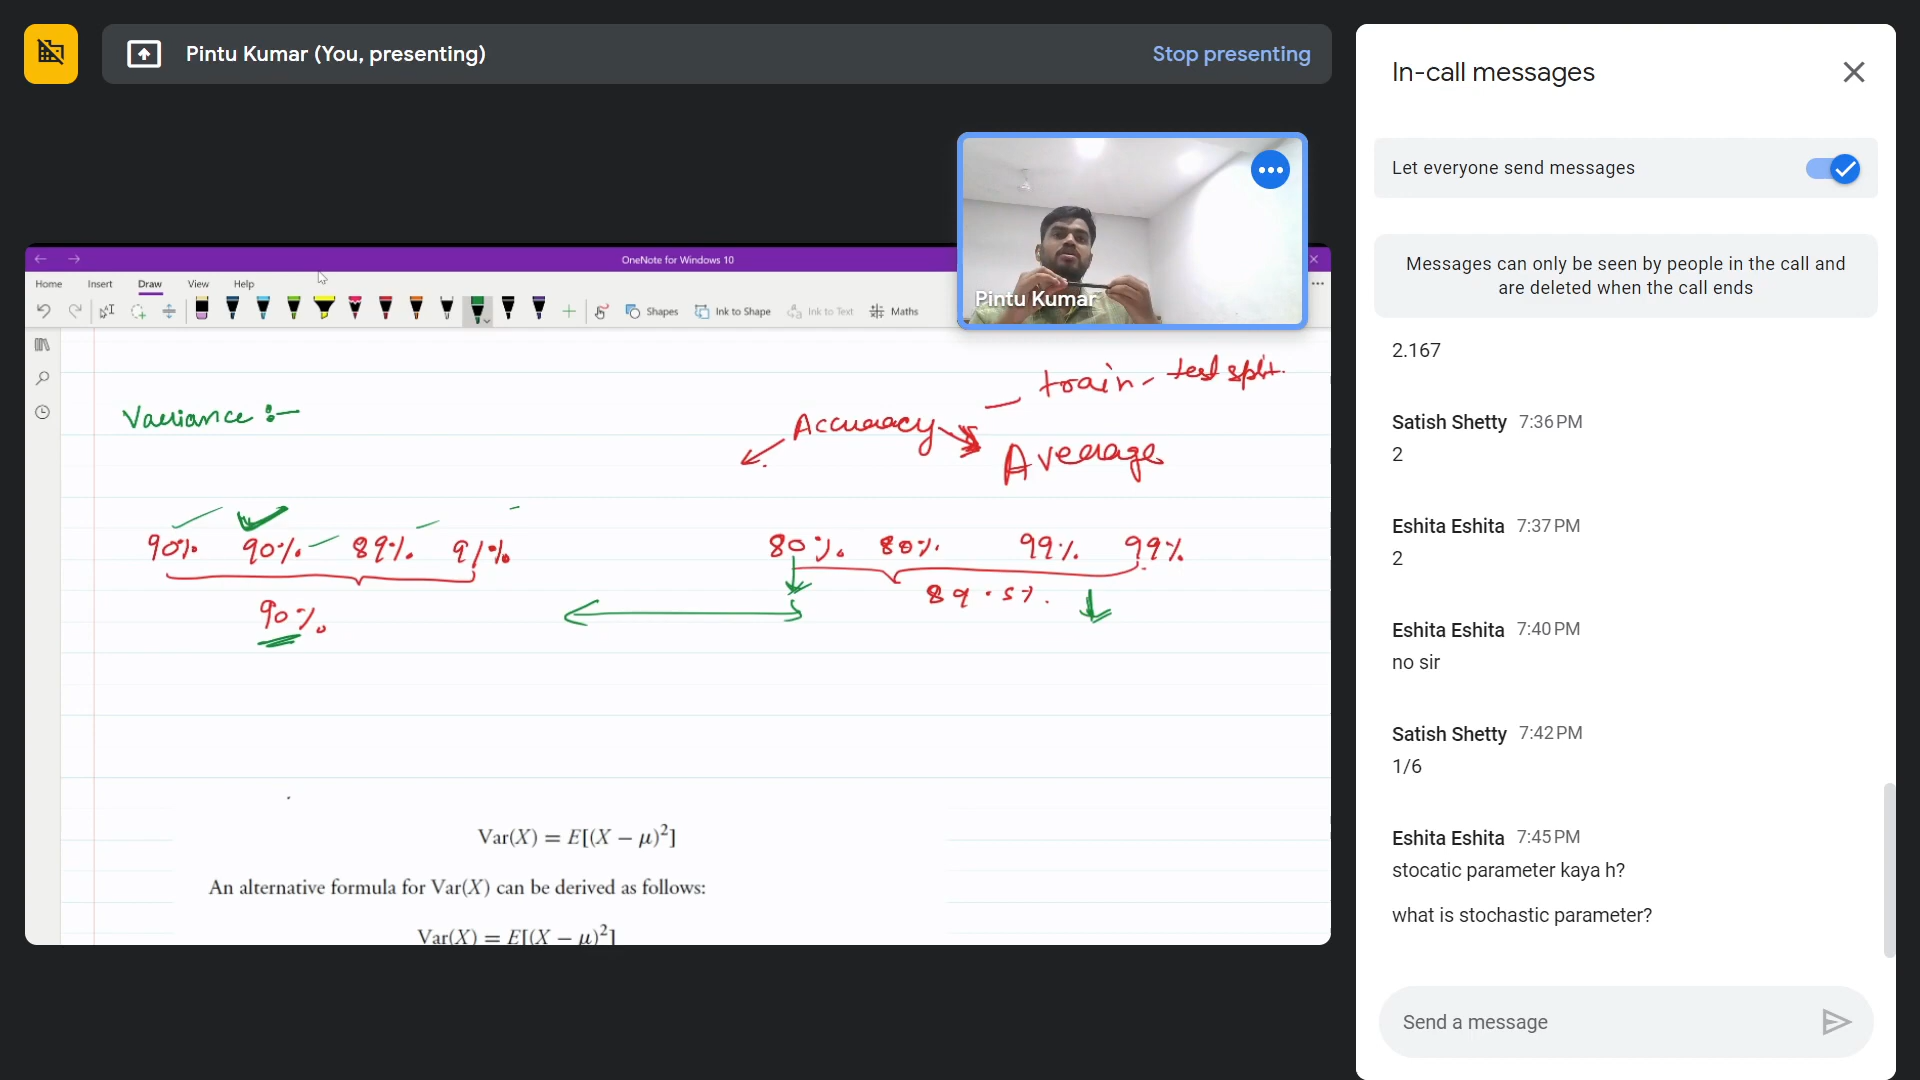 Pintu Kumar (You, presenting)
Stop presenting
In-call messages
Let everyone send messages
Messages can only be seen by people in the call and
are deleted when the call ends
2.167
Satish Shetty 7:36 PM
2
Eshita Eshita 7:37 PM
2
Eshita Eshita 7:40 PM
no sir
Satish Shetty 7:42 PM
1/6
Eshita Eshita 7:45 PM
stocatic parameter kaya h?
what is stochastic parameter?
Send a message
Pintu Kumar
OneNote for Windows 10
Home Insert Draw View Help
Shapes Ink to Shape Ink to Text Maths
train - test split.
Variance :-
Accuracy
Average
90% 90% 89% 91%
80% 80% 99% 99%
90%
89.5%.
Var(X) = E[(X − μ)²]
An alternative formula for Var(X) can be derived as follows:
Var(X) = E[(X − μ)²]